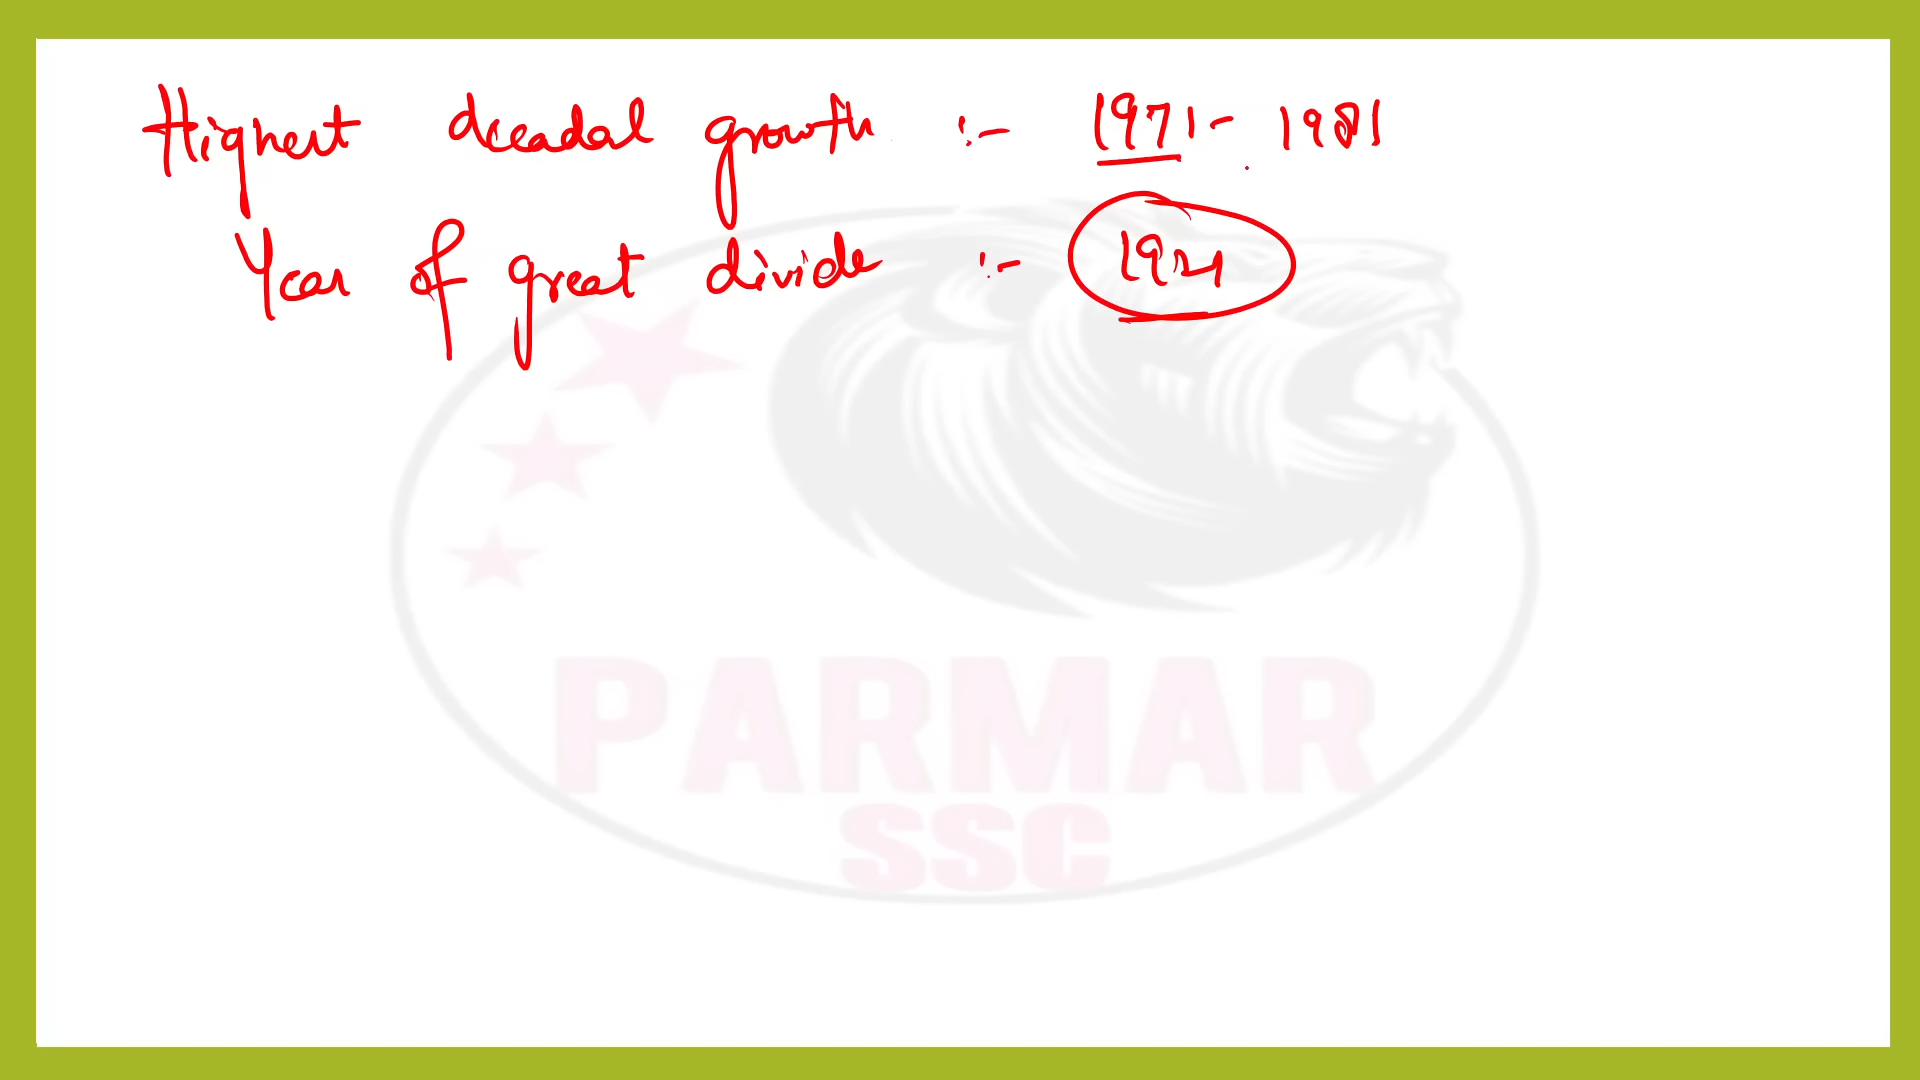 Highest decadal growth :- 1971- 1981
Year of great divide :- 1921
PARMAR
SSC